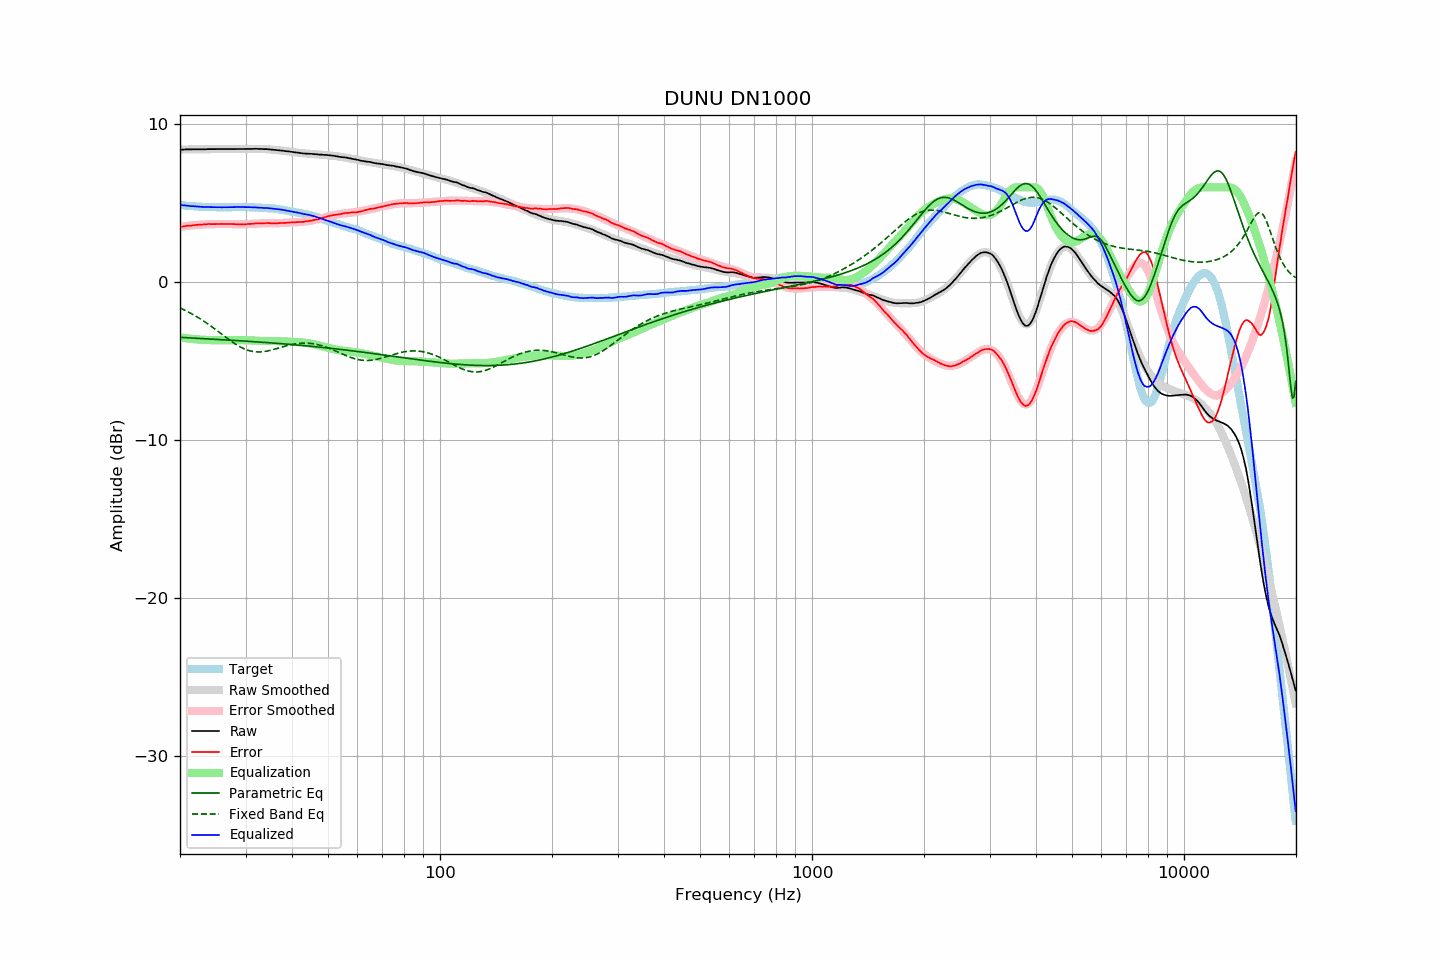 DUNU DN1000
10
0
−10
−20
−30
Amplitude (dBr)
100
1000
10000
Frequency (Hz)
Target
Raw Smoothed
Error Smoothed
Raw
Error
Equalization
Parametric Eq
Fixed Band Eq
Equalized